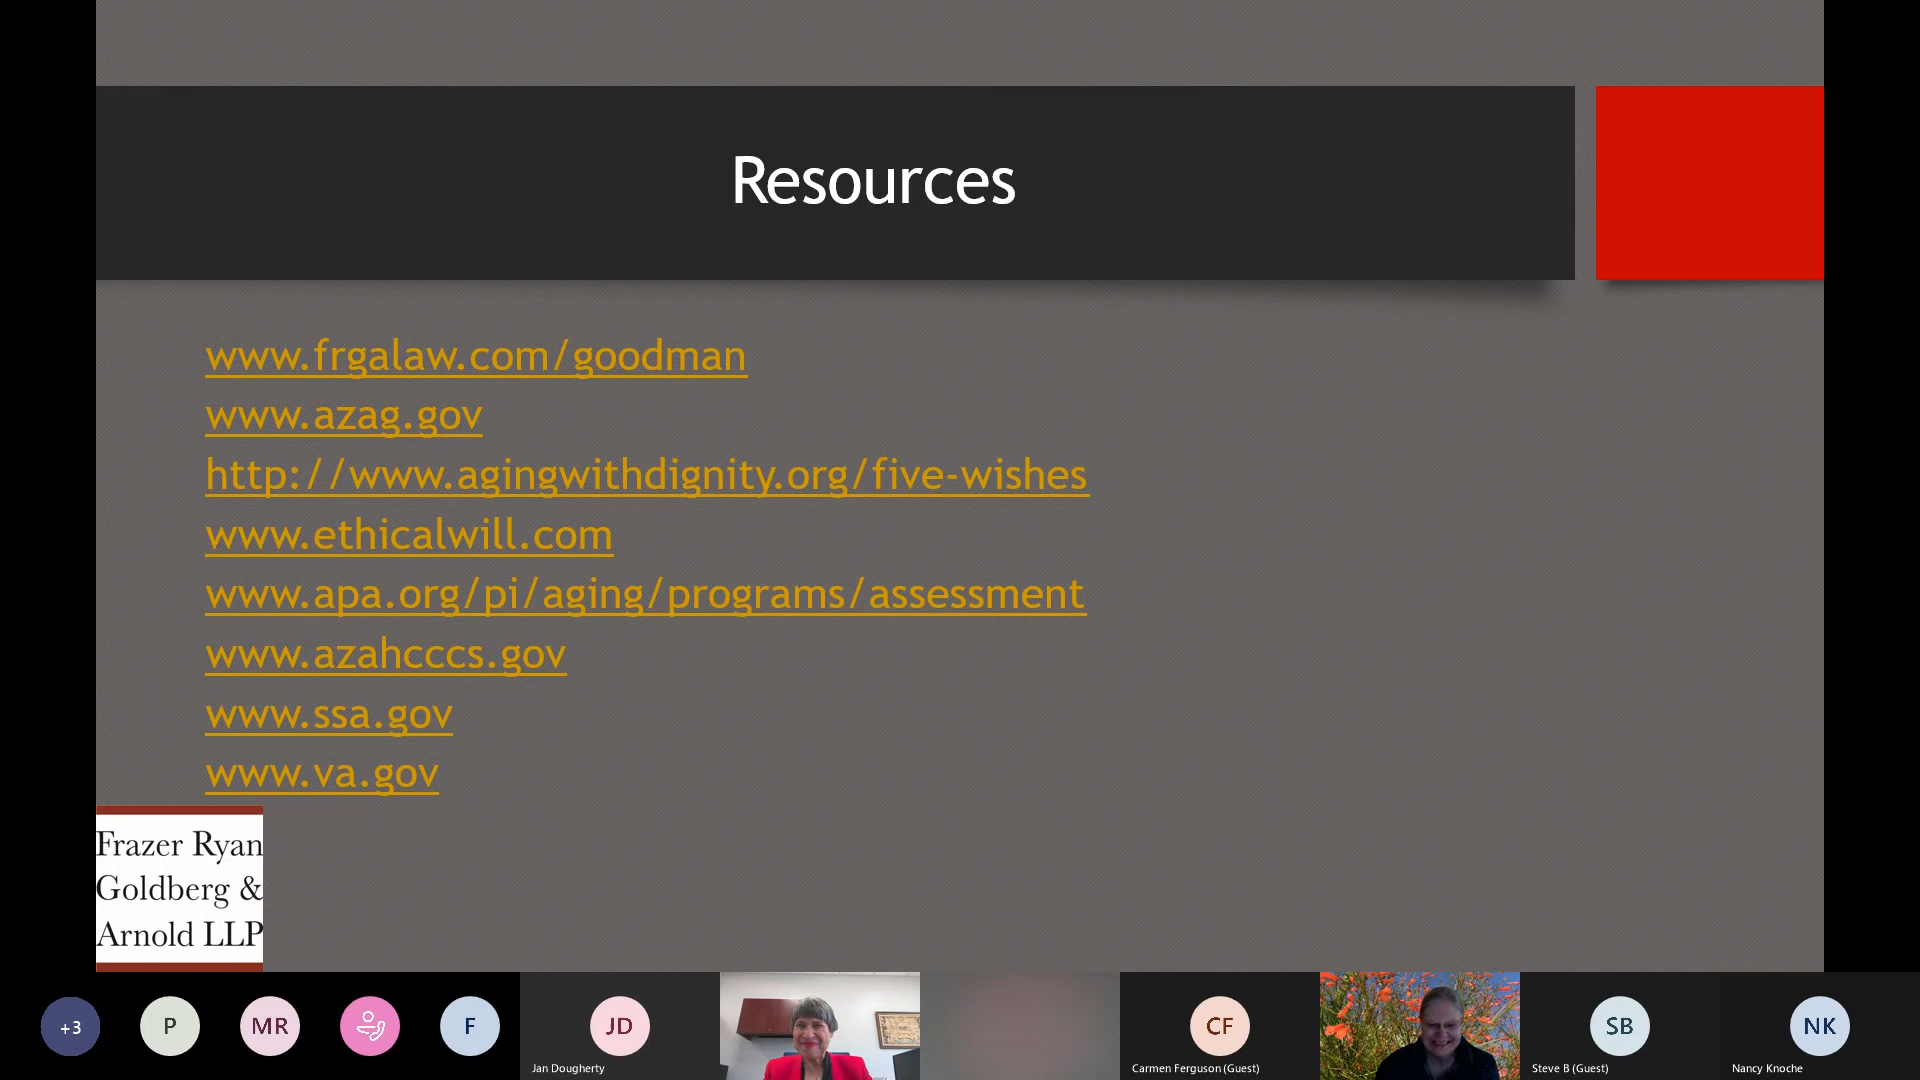 Resources
www.frgalaw.com/goodman
www.azag.gov
http://www.agingwithdignity.org/five-wishes
www.ethicalwill.com
www.apa.org/pi/aging/programs/assessment
www.azahcccs.gov
www.ssa.gov
www.va.gov
Frazer Ryan
Goldberg &
Arnold LLP
+3
P
MR
F
JD
CF
SB
NK
Jan Dougherty
Carmen Ferguson (Guest)
Steve B (Guest)
Nancy Knoche